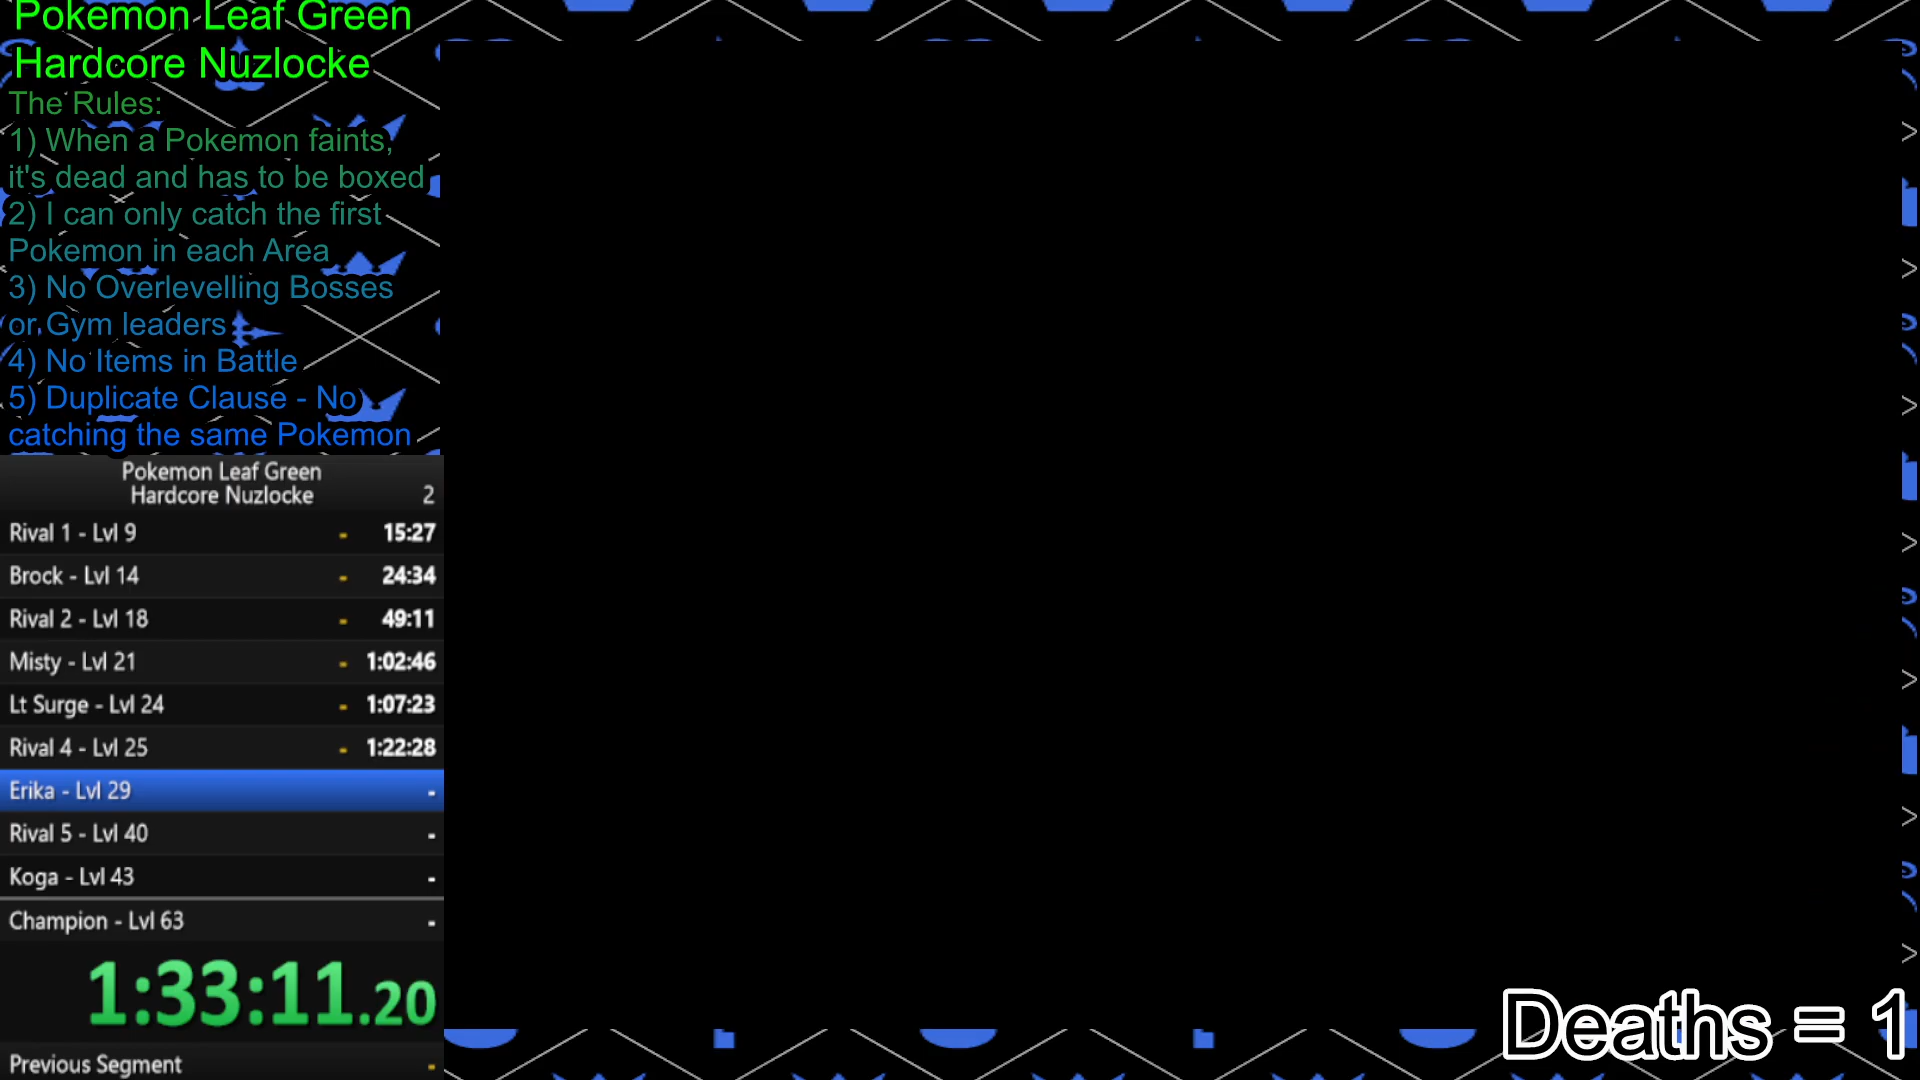 Pokemon Leaf Green
Hardcore Nuzlocke
The Rules:
1) When a Pokemon faints,
it's dead and has to be boxed
2) I can only catch the first
Pokemon in each Area
3) No Overlevelling Bosses
or Gym leaders
4) No Items in Battle
5) Duplicate Clause - No
catching the same Pokemon
Pokemon Leaf Green
Hardcore Nuzlocke 2
Rival 1 - Lvl 9 - 15:27
Brock - Lvl 14 - 24:34
Rival 2 - Lvl 18 - 49:11
Misty - Lvl 21 - 1:02:46
Lt Surge - Lvl 24 - 1:07:23
Rival 4 - Lvl 25 - 1:22:28
Erika - Lvl 29 -
Rival 5 - Lvl 40 -
Koga - Lvl 43 -
Champion - Lvl 63 -
1:33:11.20
Previous Segment -
Deaths = 1